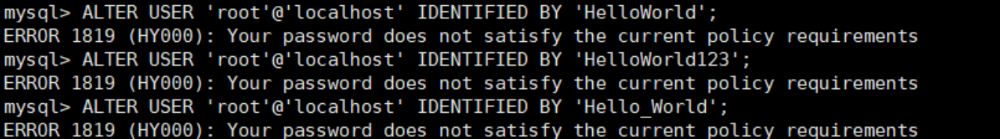 mysql> ALTER USER 'root'@'localhost' IDENTIFIED BY 'HelloWorld';
ERROR 1819 (HY000): Your password does not satisfy the current policy requirements
mysql> ALTER USER 'root'@'localhost' IDENTIFIED BY 'HelloWorld123';
ERROR 1819 (HY000): Your password does not satisfy the current policy requirements
mysql> ALTER USER 'root'@'localhost' IDENTIFIED BY 'Hello_World';
ERROR 1819 (HY000): Your password does not satisfy the current policy requirements